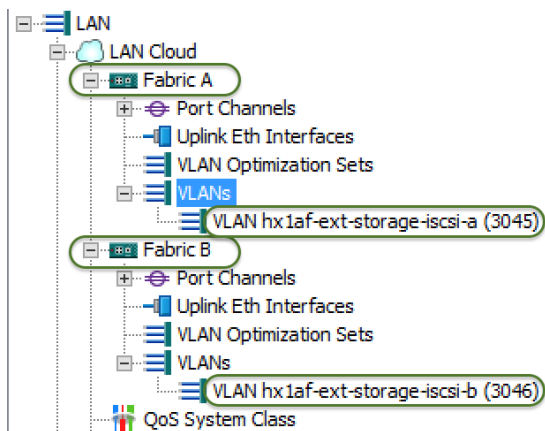 LAN
LAN Cloud
Fabric A
Port Channels
Uplink Eth Interfaces
VLAN Optimization Sets
VLANs
VLAN hx1af-ext-storage-iscsi-a (3045)
Fabric B
Port Channels
Uplink Eth Interfaces
VLAN Optimization Sets
VLANs
VLAN hx1af-ext-storage-iscsi-b (3046)
QoS System Class